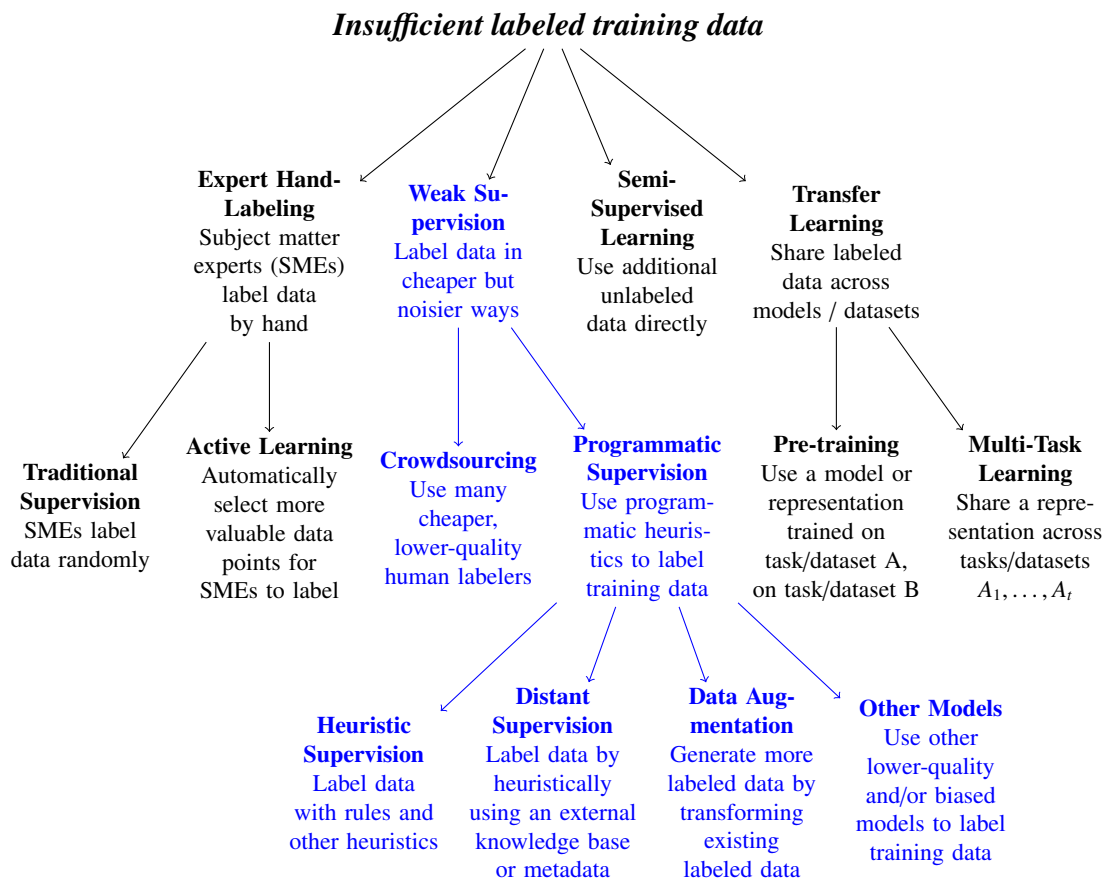 Insufficient labeled training data
Expert Hand-
Labeling
Subject matter
experts (SMEs)
label data
by hand
Weak Su-
pervision
Label data in
cheaper but
noisier ways
Semi-
Supervised
Learning
Use additional
unlabeled
data directly
Transfer
Learning
Share labeled
data across
models / datasets
Traditional
Supervision
SMEs label
data randomly
Active Learning
Automatically
select more
valuable data
points for
SMEs to label
Crowdsourcing
Use many
cheaper,
lower-quality
human labelers
Programmatic
Supervision
Use program-
matic heuris-
tics to label
training data
Pre-training
Use a model or
representation
trained on
task/dataset A,
on task/dataset B
Multi-Task
Learning
Share a repre-
sentation across
tasks/datasets
A₁, . . . , Aₜ
Heuristic
Supervision
Label data
with rules and
other heuristics
Distant
Supervision
Label data by
heuristically
using an external
knowledge base
or metadata
Data Aug-
mentation
Generate more
labeled data by
transforming
existing
labeled data
Other Models
Use other
lower-quality
and/or biased
models to label
training data